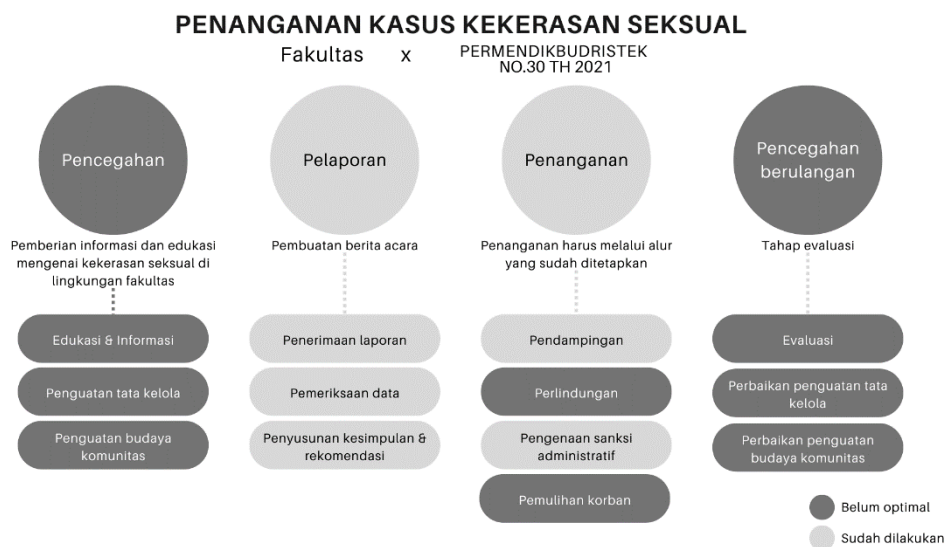 PENANGANAN KASUS KEKERASAN SEKSUAL
Fakultas x PERMENDIKBUDRISTEK
NO.30 TH 2021
Pencegahan
Pemberian informasi dan edukasi
mengenai kekerasan seksual di
lingkungan fakultas
Edukasi & Informasi
Penguatan tata kelola
Penguatan budaya
komunitas
Pelaporan
Pembuatan berita acara
Penerimaan laporan
Pemeriksaan data
Penyusunan kesimpulan &
rekomendasi
Penanganan
Penanganan harus melalui alur
yang sudah ditetapkan
Pendampingan
Perlindungan
Pengenaan sanksi
administratif
Pemulihan korban
Pencegahan
berulangan
Tahap evaluasi
Evaluasi
Perbaikan penguatan tata
kelola
Perbaikan penguatan
budaya komunitas
Belum optimal
Sudah dilakukan